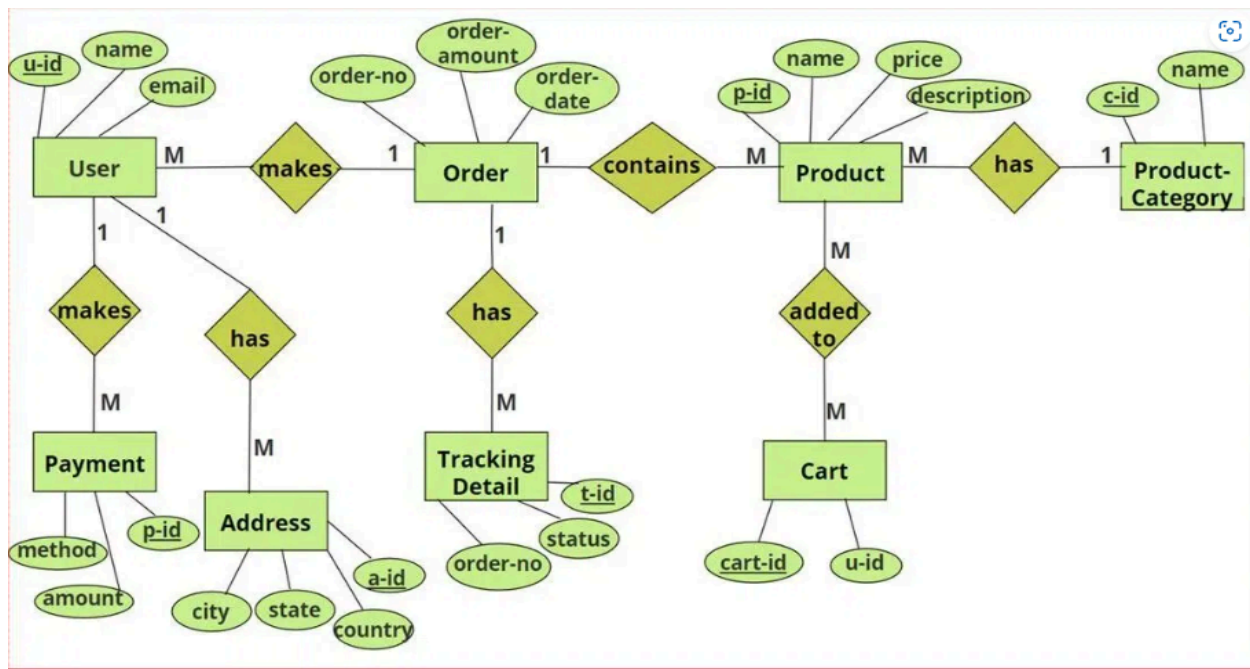 u-id
name
email
User
M
makes
1
order-no
order-
amount
order-
date
Order
1
contains
M
p-id
name
price
description
Product
M
has
1
c-id
name
Product-
Category
1
makes
M
Payment
method
amount
p-id
1
has
M
Address
city
state
country
a-id
1
has
M
Tracking
Detail
order-no
status
t-id
M
added
to
M
Cart
cart-id
u-id